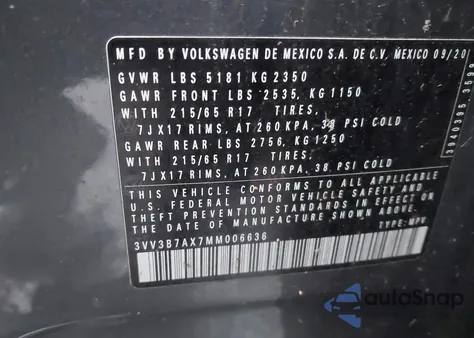 MFD BY VOLKSWAGEN DE MEXICO S.A. DE C.V. MEXICO 09/20
GVWR LBS 5181 KG 2350
GAWR FRONT LBS 2535, KG 1150
WITH 215/65 R17 TIRES,
7JX17 RIMS, AT 260 KPA, 38 PSI COLD
GAWR REAR LBS 2756, KG 1250
WITH 215/65 R17 TIRES,
7JX17 RIMS, AT 260 KPA, 38 PSI COLD
THIS VEHICLE CONFORMS TO ALL APPLICABLE
U.S. FEDERAL MOTOR VEHICLE SAFETY AND
THEFT PREVENTION STANDARDS IN EFFECT ON
THE DATE OF MANUFACTURE SHOWN ABOVE.
3VV3B7AX7MM006636 TYPE: MPV
3940395 3599
autoSnap